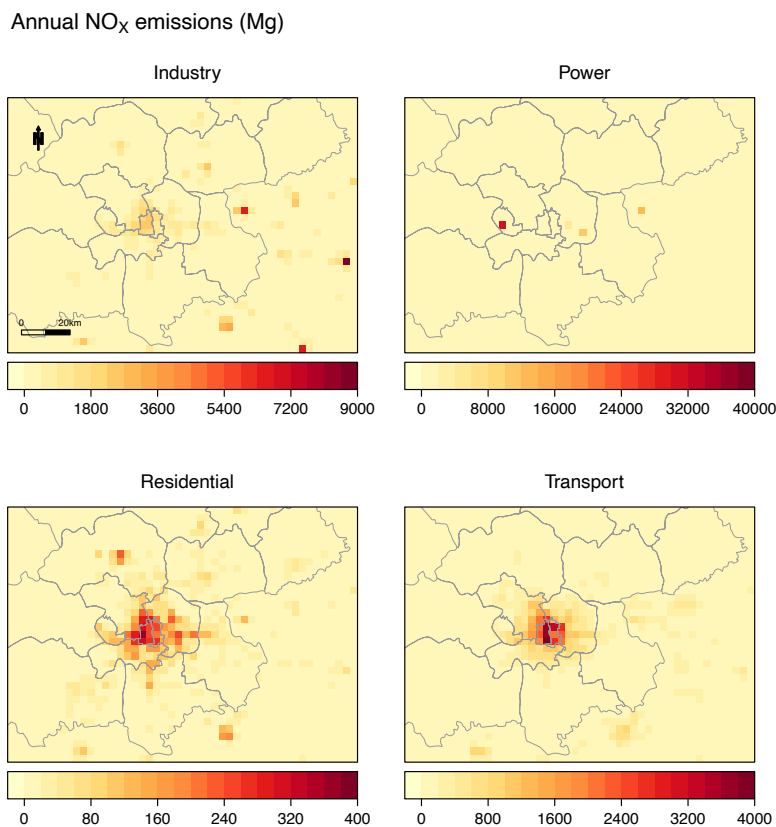 Annual NOX emissions (Mg)
Industry
Power
N
0 20km
0 1800 3600 5400 7200 9000
0 8000 16000 24000 32000 40000
Residential
Transport
0 80 160 240 320 400
0 800 1600 2400 3200 4000